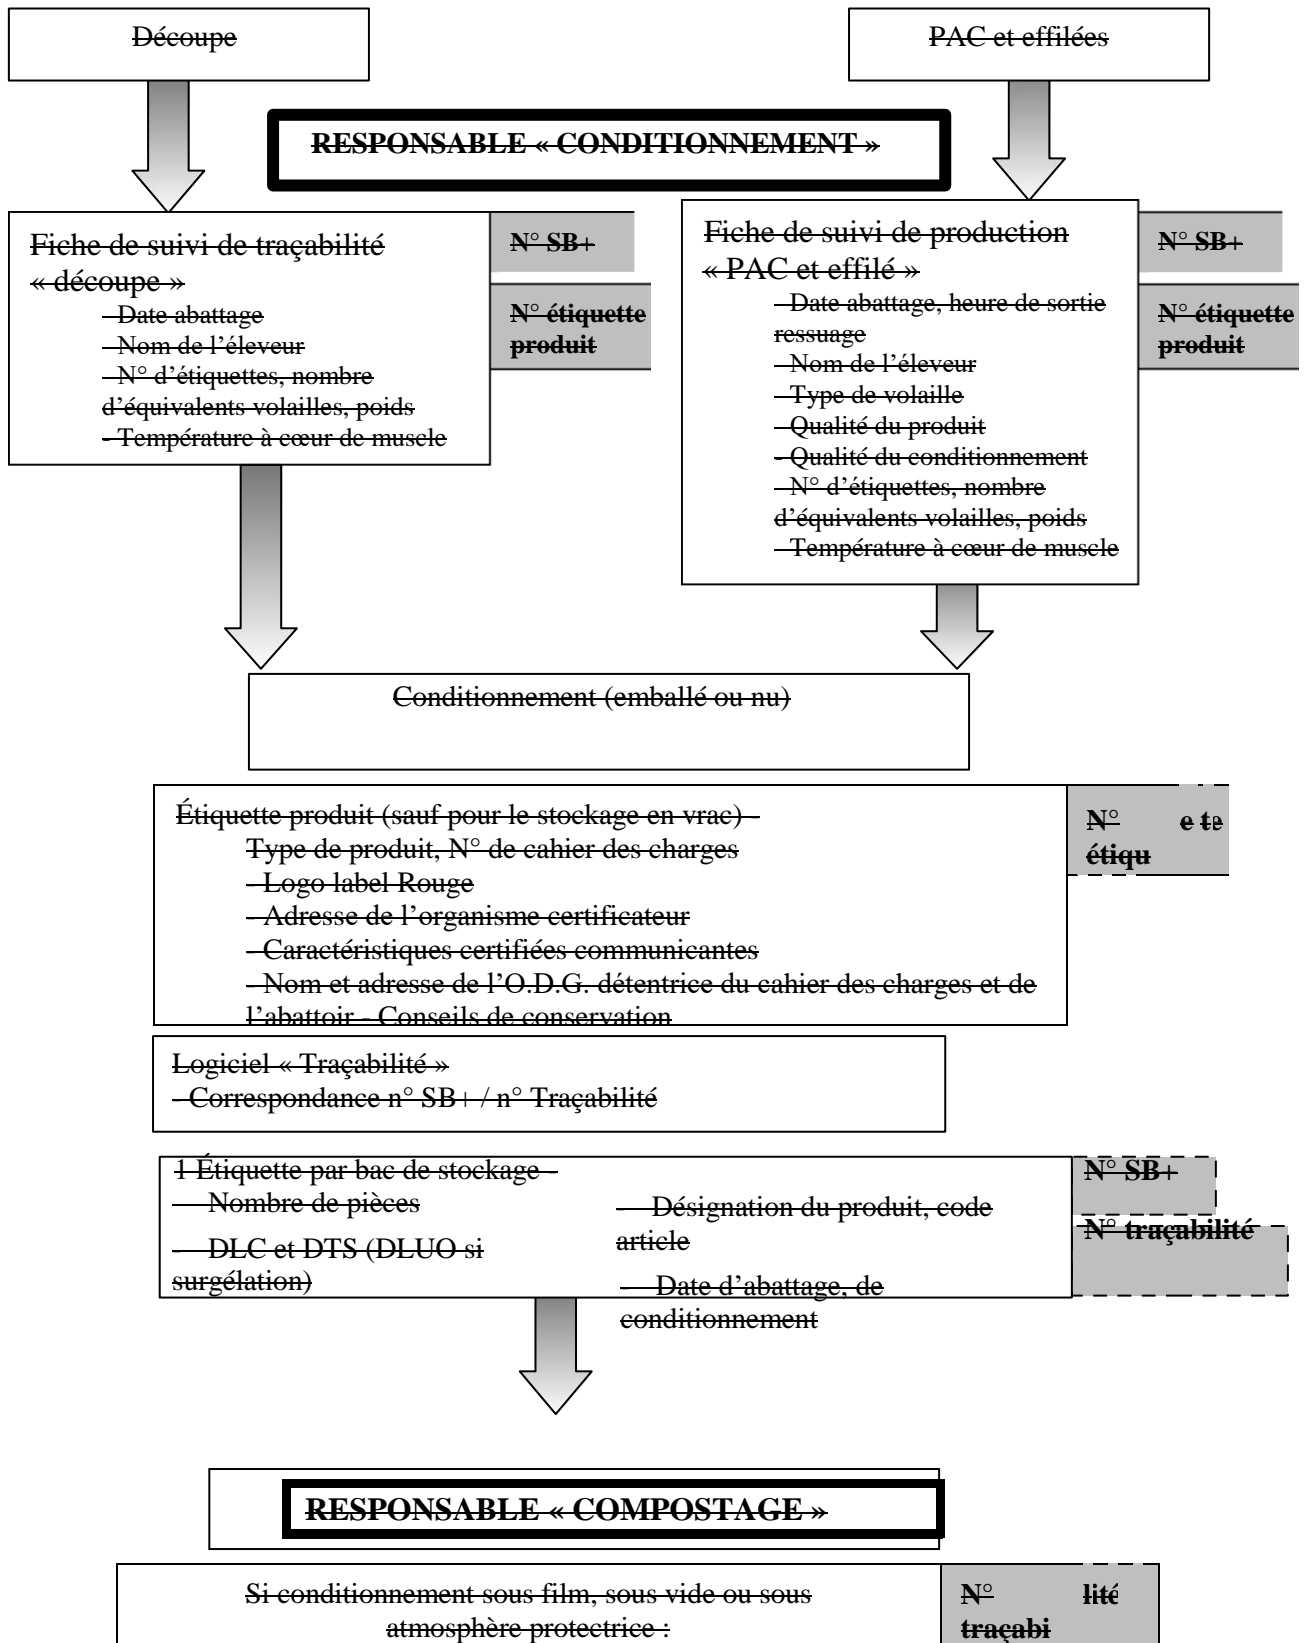 Découpe
PAC et effilées
RESPONSABLE « CONDITIONNEMENT »
Fiche de suivi de traçabilité
« découpe »
- Date abattage
- Nom de l’éleveur
- N° d’étiquettes, nombre
d’équivalents volailles, poids
- Température à cœur de muscle
N° SB+
N° étiquette
produit
Fiche de suivi de production
« PAC et effilé »
- Date abattage, heure de sortie
ressuage
- Nom de l’éleveur
- Type de volaille
- Qualité du produit
- Qualité du conditionnement
- N° d’étiquettes, nombre
d’équivalents volailles, poids
- Température à cœur de muscle
N° SB+
N° étiquette
produit
Conditionnement (emballé ou nu)
Étiquette produit (sauf pour le stockage en vrac) -
Type de produit, N° de cahier des charges
- Logo label Rouge
- Adresse de l’organisme certificateur
- Caractéristiques certifiées communicantes
- Nom et adresse de l’O.D.G. détentrice du cahier des charges et de
l’abattoir - Conseils de conservation
N° e te
étiqu
Logiciel « Traçabilité »
- Correspondance n° SB+ / n° Traçabilité
1 Étiquette par bac de stockage -
- Nombre de pièces
- DLC et DTS (DLUO si
surgélation)
- Désignation du produit, code
article
- Date d’abattage, de
conditionnement
N° SB+
N° traçabilité
RESPONSABLE « COMPOSTAGE »
Si conditionnement sous film, sous vide ou sous
atmosphère protectrice :
N° lité
traçabi